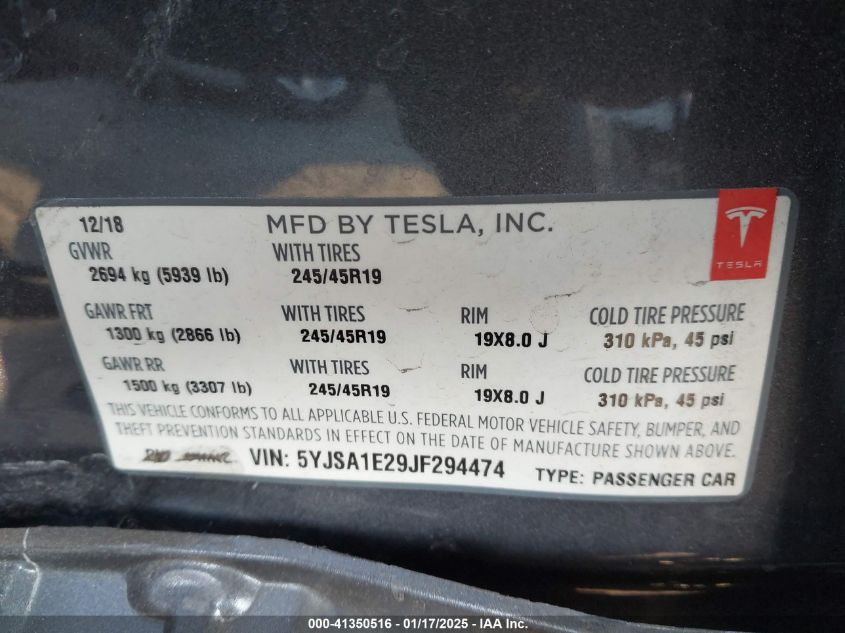 12/18 MFD BY TESLA, INC.
TESLA
GVWR WITH TIRES
2694 kg (5939 lb) 245/45R19
GAWR FRT WITH TIRES RIM COLD TIRE PRESSURE
1300 kg (2866 lb) 245/45R19 19X8.0 J 310 kPa, 45 psi
GAWR RR WITH TIRES RIM COLD TIRE PRESSURE
1500 kg (3307 lb) 245/45R19 19X8.0 J 310 kPa, 45 psi
THIS VEHICLE CONFORMS TO ALL APPLICABLE U.S. FEDERAL MOTOR VEHICLE SAFETY, BUMPER, AND
THEFT PREVENTION STANDARDS IN EFFECT ON THE DATE OF MANUFACTURE SHOWN ABOVE.
VIN: 5YJSA1E29JF294474 TYPE: PASSENGER CAR
000-41350516 - 01/17/2025 - IAA Inc.